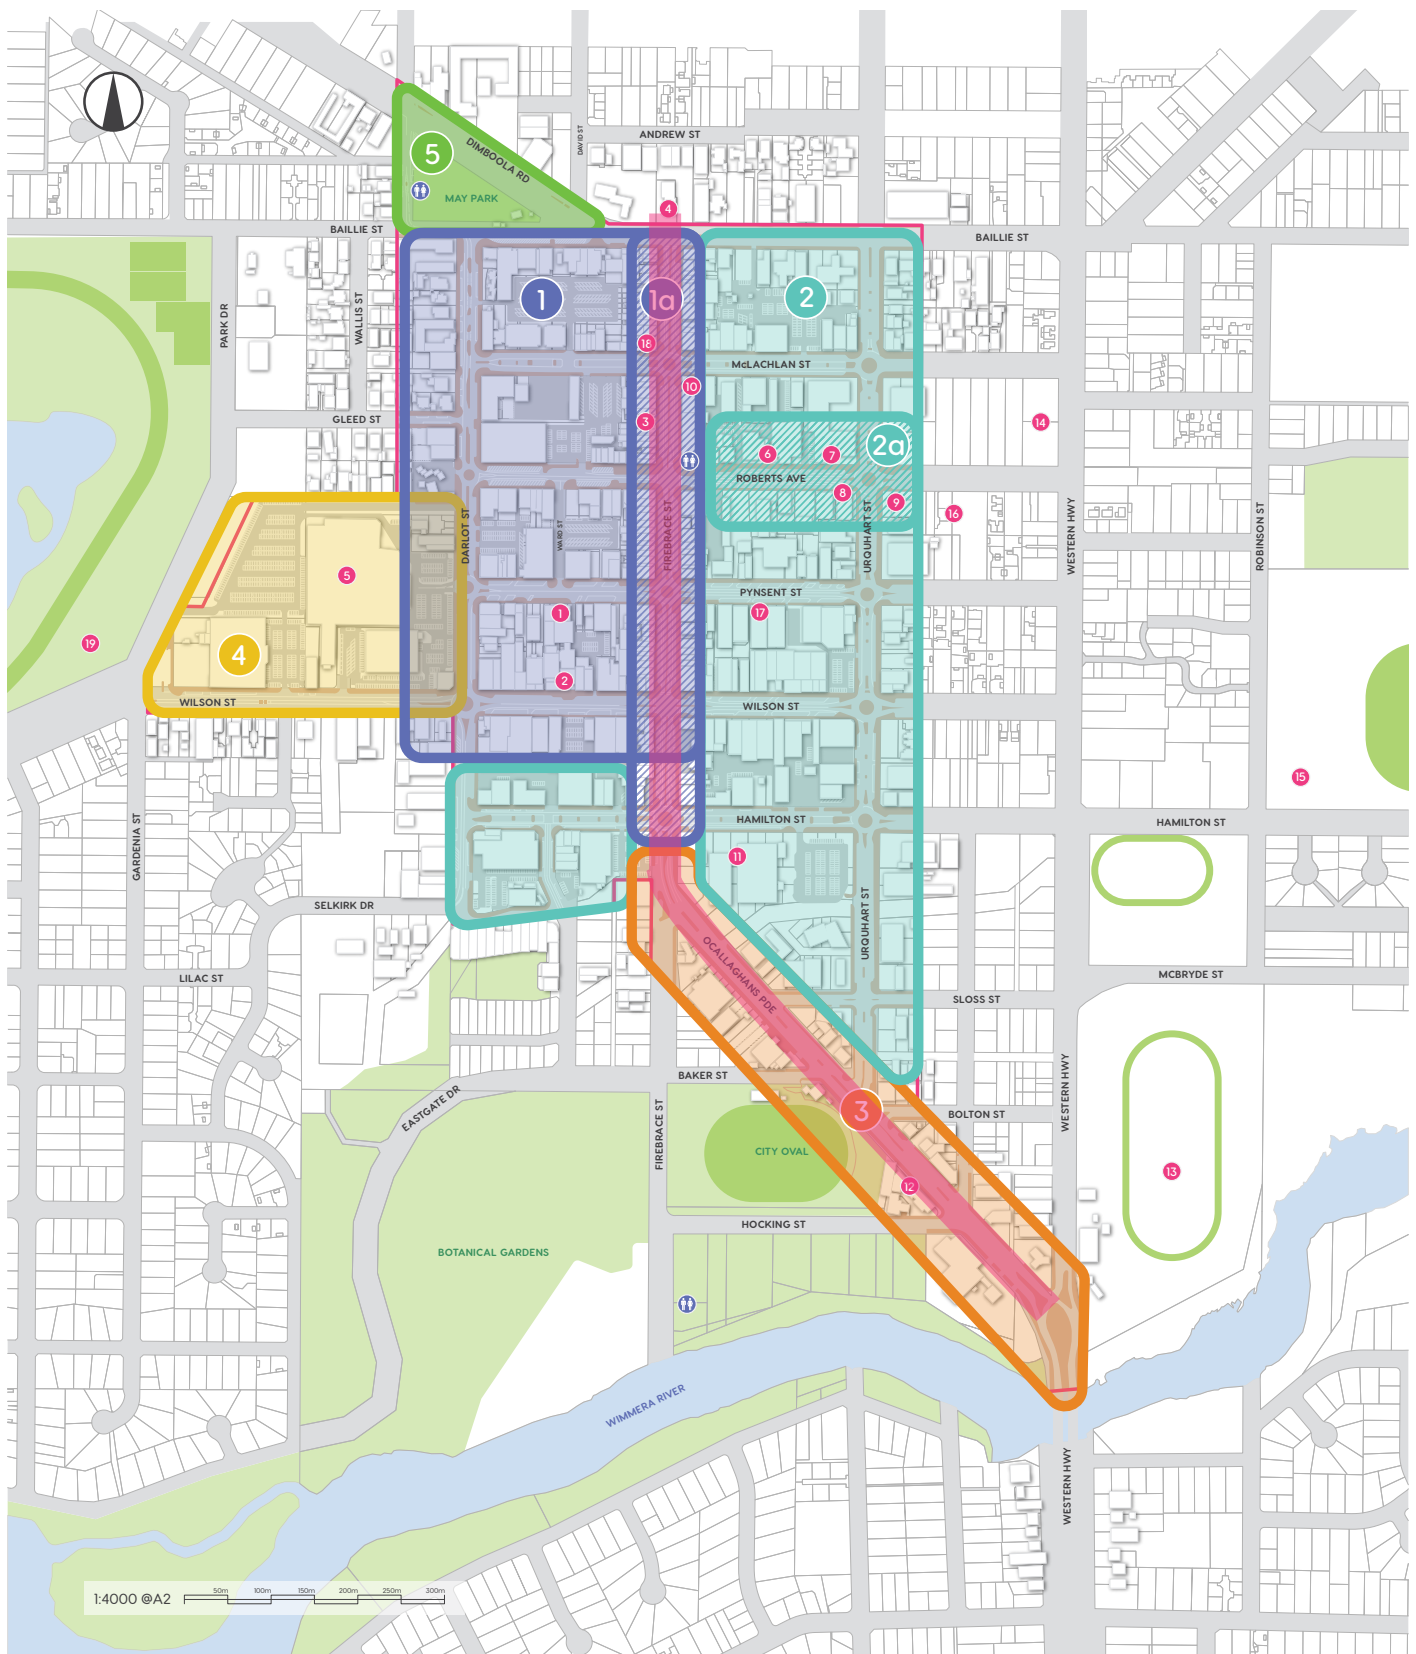 ANDREW ST
DAVID ST
5
DIMBOOLA RD
MAY PARK
4
BAILLIE ST
BAILLIE ST
1
1a
2
PARK DR
WALLIS ST
18
McLACHLAN ST
10
GLEED ST
3
14
2a
6
7
ROBERTS AVE
8
9
16
DARLOT ST
WARD ST
FIREBRACE ST
URQUHART ST
WESTERN HWY
ROBINSON ST
5
PYNSENT ST
1
17
19
4
2
WILSON ST
WILSON ST
15
HAMILTON ST
HAMILTON ST
GARDENIA ST
11
SELKIRK DR
URQUHART ST
OCALLAGHANS PDE
LILAC ST
MCBRYDE ST
SLOSS ST
BAKER ST
EASTGATE DR
FIREBRACE ST
3
BOLTON ST
WESTERN HWY
CITY OVAL
13
12
HOCKING ST
BOTANICAL GARDENS
WIMMERA RIVER
WESTERN HWY
1:4000 @A2
50m 100m 150m 200m 250m 300m